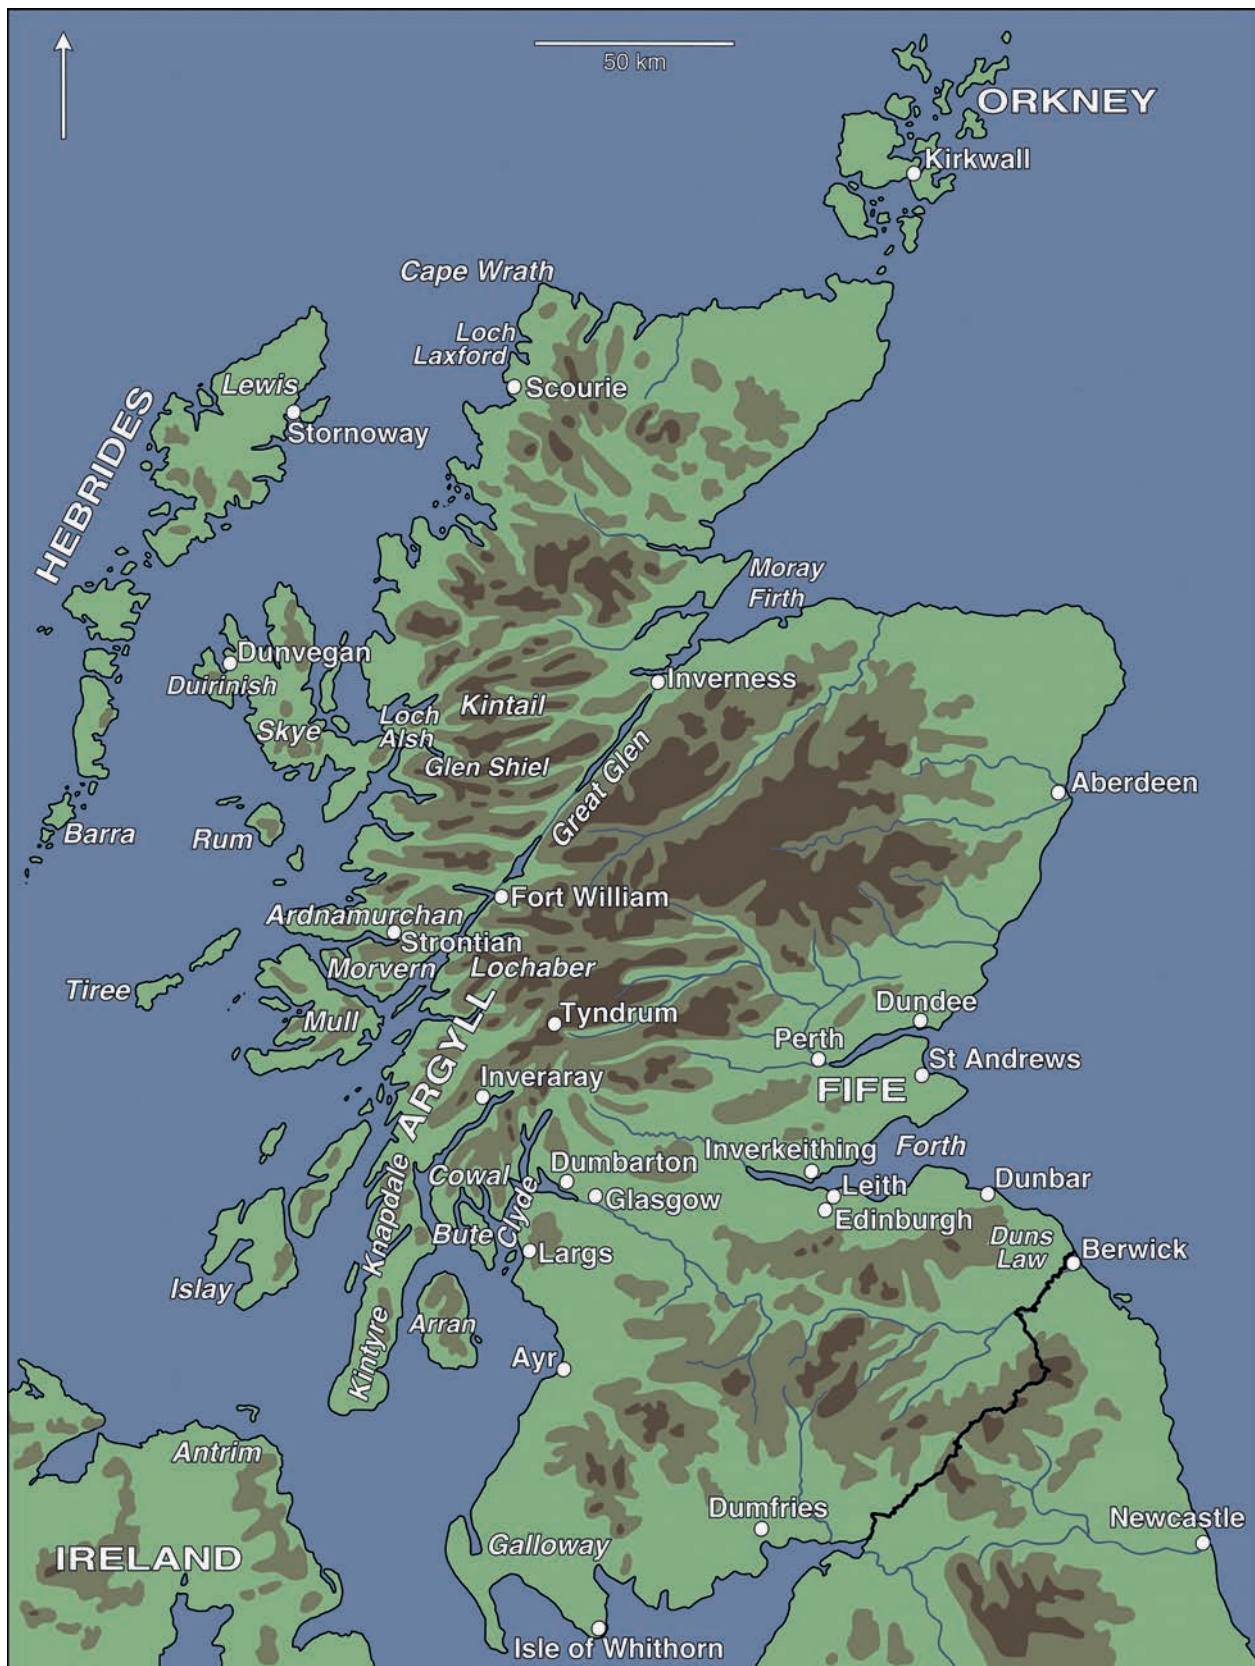 50 km
ORKNEY
Kirkwall
Cape Wrath
Loch
Laxford
Scourie
Lewis
Stornoway
HEBRIDES
Moray
Firth
Dunvegan
Duirinish
Skye
Loch
Alsh
Kintail
Inverness
Glen Shiel
Great Glen
Aberdeen
Barra
Rum
Fort William
Ardnamurchan
Strontian
Morvern
Lochaber
Tiree
Mull
Tyndrum
Dundee
Perth
St Andrews
FIFE
ARGYLL
Inveraray
Inverkeithing
Forth
Dumbarton
Cowal
Glasgow
Leith
Edinburgh
Dunbar
Knapdale
Bute
Clyde
Largs
Duns
Law
Berwick
Islay
Kintyre
Arran
Ayr
Antrim
Dumfries
Newcastle
Galloway
IRELAND
Isle of Whithorn